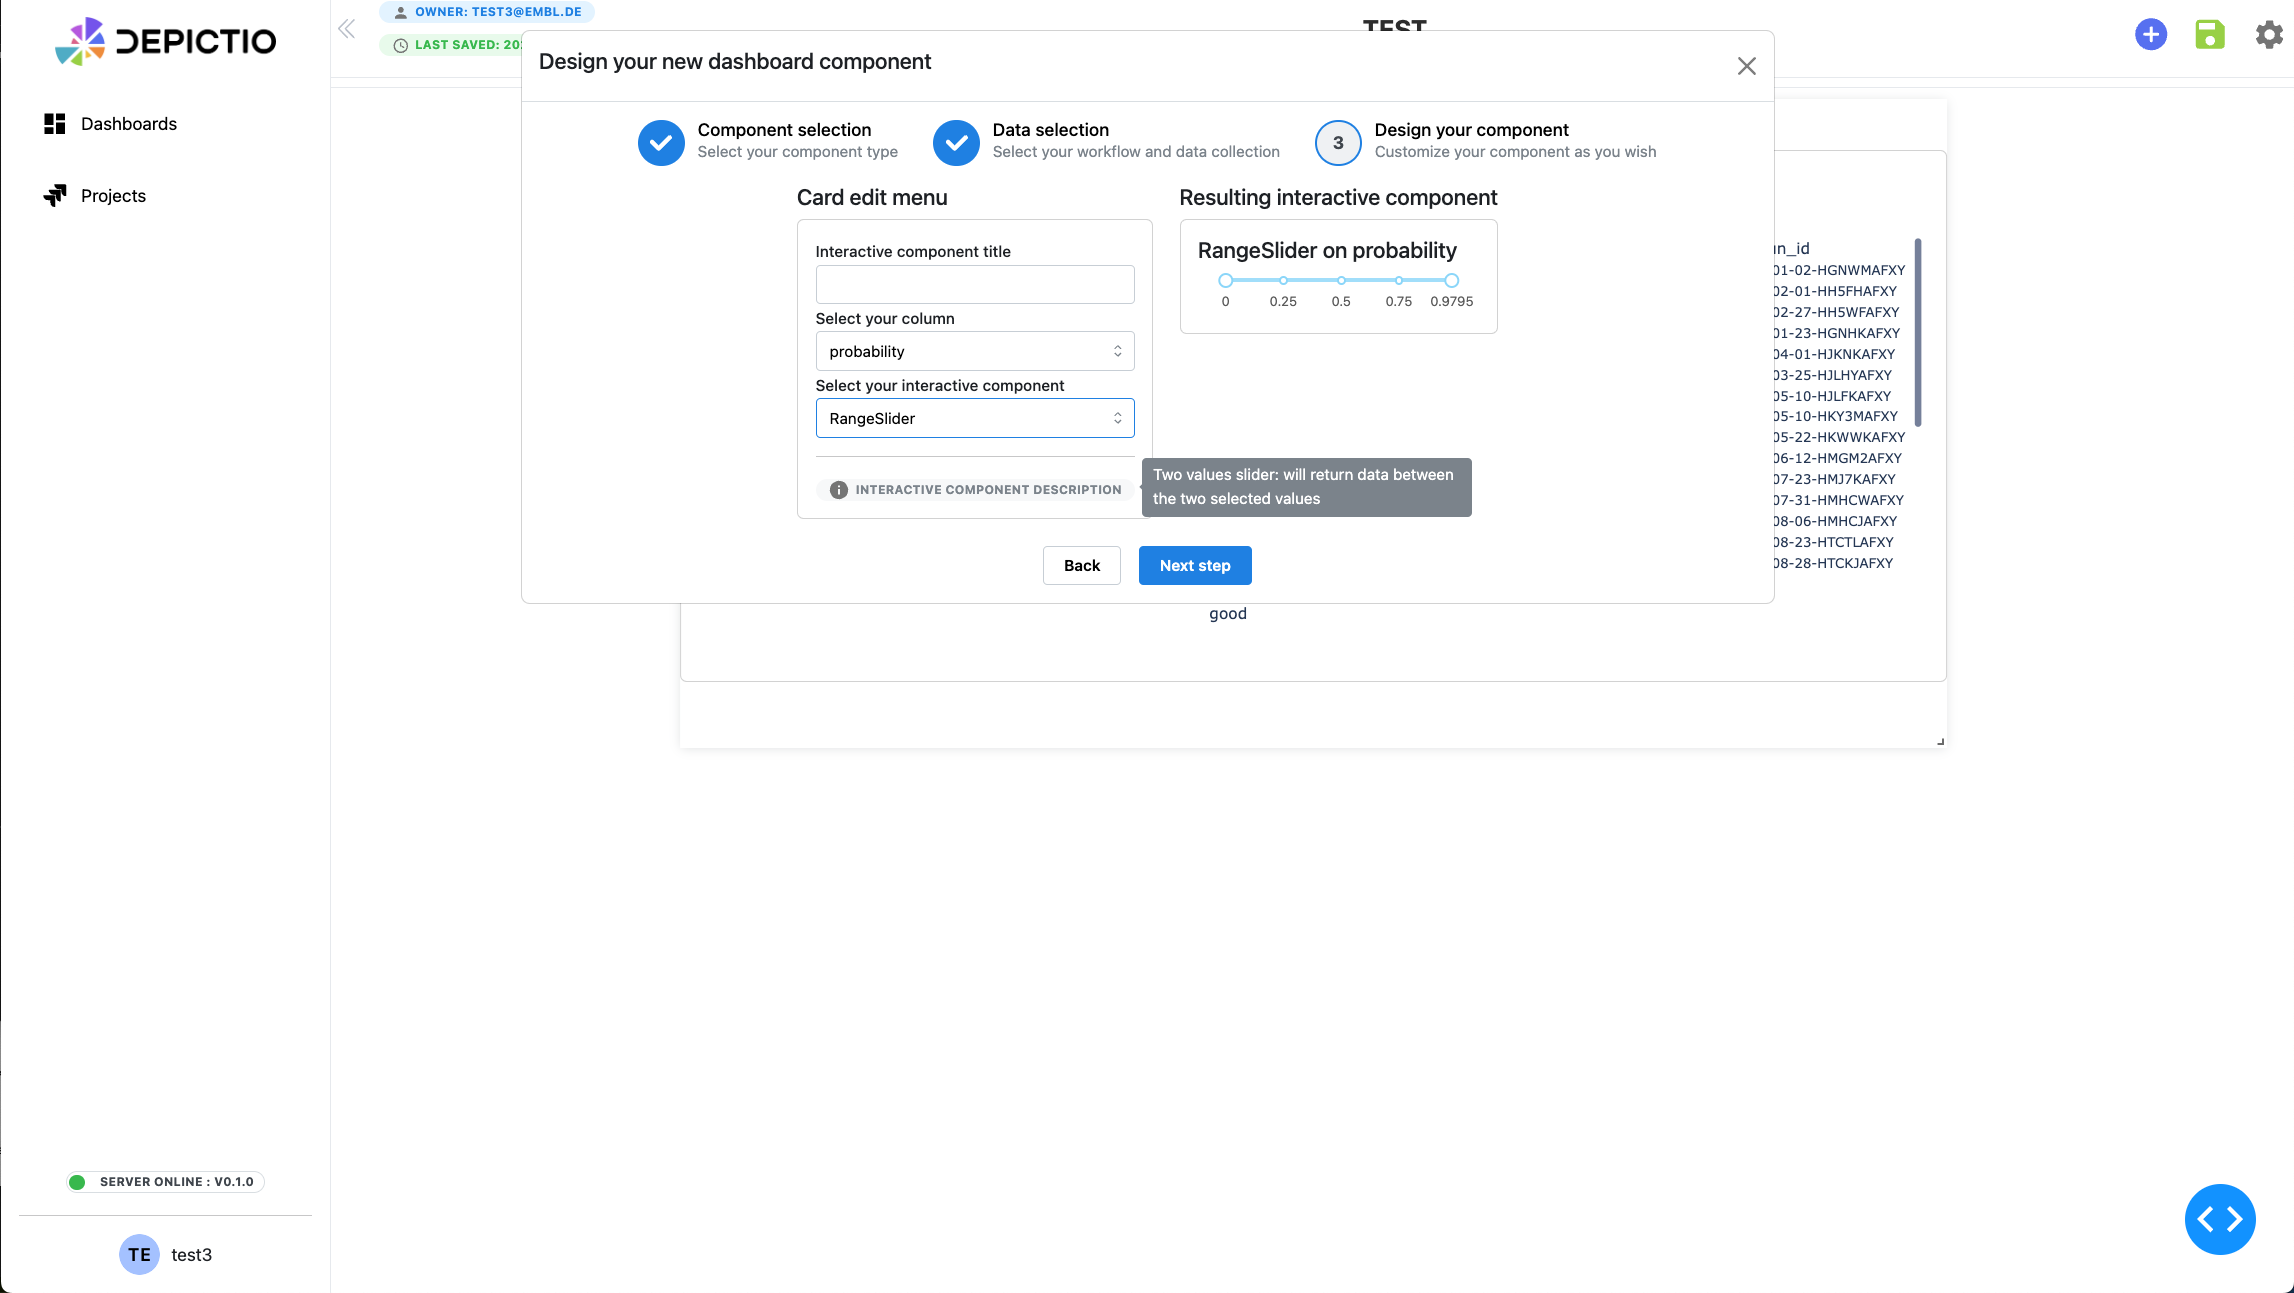 DEPICTIO
Dashboards
Projects
SERVER ONLINE : V0.1.0
TE
test3
OWNER: TEST3@EMBL.DE
LAST SAVED: 20
TEST
Design your new dashboard component
Component selection
Select your component type
Data selection
Select your workflow and data collection
3
Design your component
Customize your component as you wish
Card edit menu
Interactive component title
Select your column
probability
Select your interactive component
RangeSlider
INTERACTIVE COMPONENT DESCRIPTION
Two values slider: will return data between
the two selected values
Resulting interactive component
RangeSlider on probability
0 0.25 0.5 0.75 0.9795
Back
Next step
un_id
01-02-HGNWMAFXY
02-01-HH5FHAFXY
02-27-HH5WFAFXY
01-23-HGNHKAFXY
04-01-HJKNKAFXY
03-25-HJLHYAFXY
05-10-HJLFKAFXY
05-10-HKY3MAFXY
05-22-HKWWKAFXY
06-12-HMGM2AFXY
07-23-HMJ7KAFXY
07-31-HMHCWAFXY
08-06-HMHCJAFXY
08-23-HTCTLAFXY
08-28-HTCKJAFXY
good